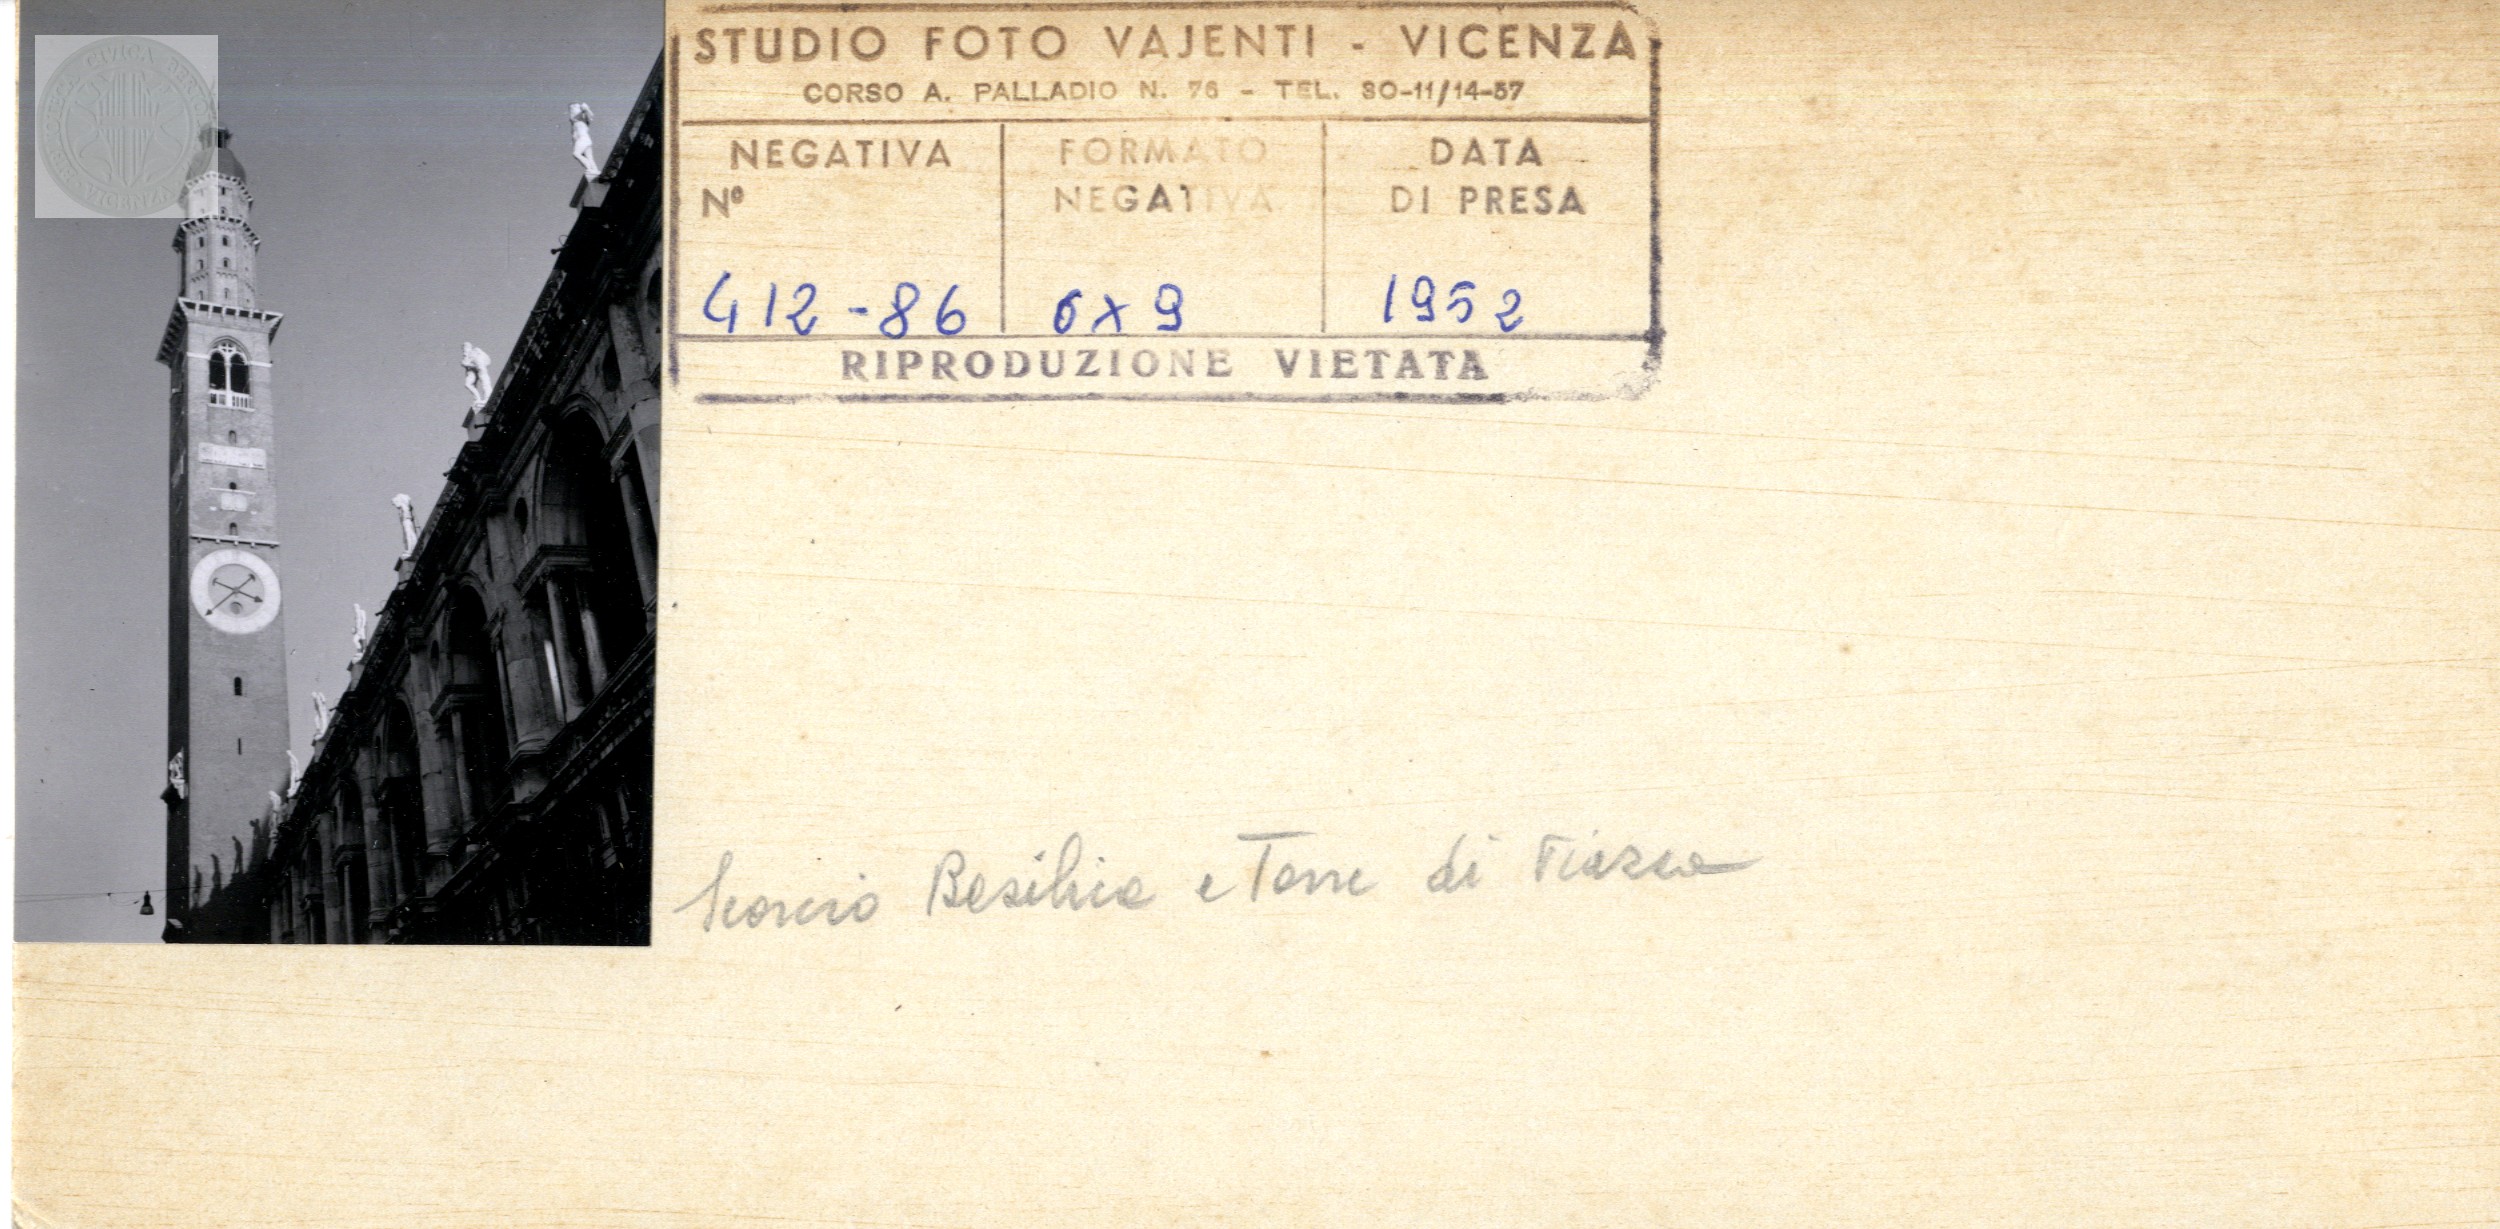 STUDIO FOTO VAJENTI - VICENZA
CORSO A. PALLADIO N. 76 - TEL. 30-11/14-57
NEGATIVA
Nº
FORMATO
NEGATIVA
DATA
DI PRESA
412-86
6x9
1952
RIPRODUZIONE VIETATA
Scorcio Basilica e Torre di Piazza